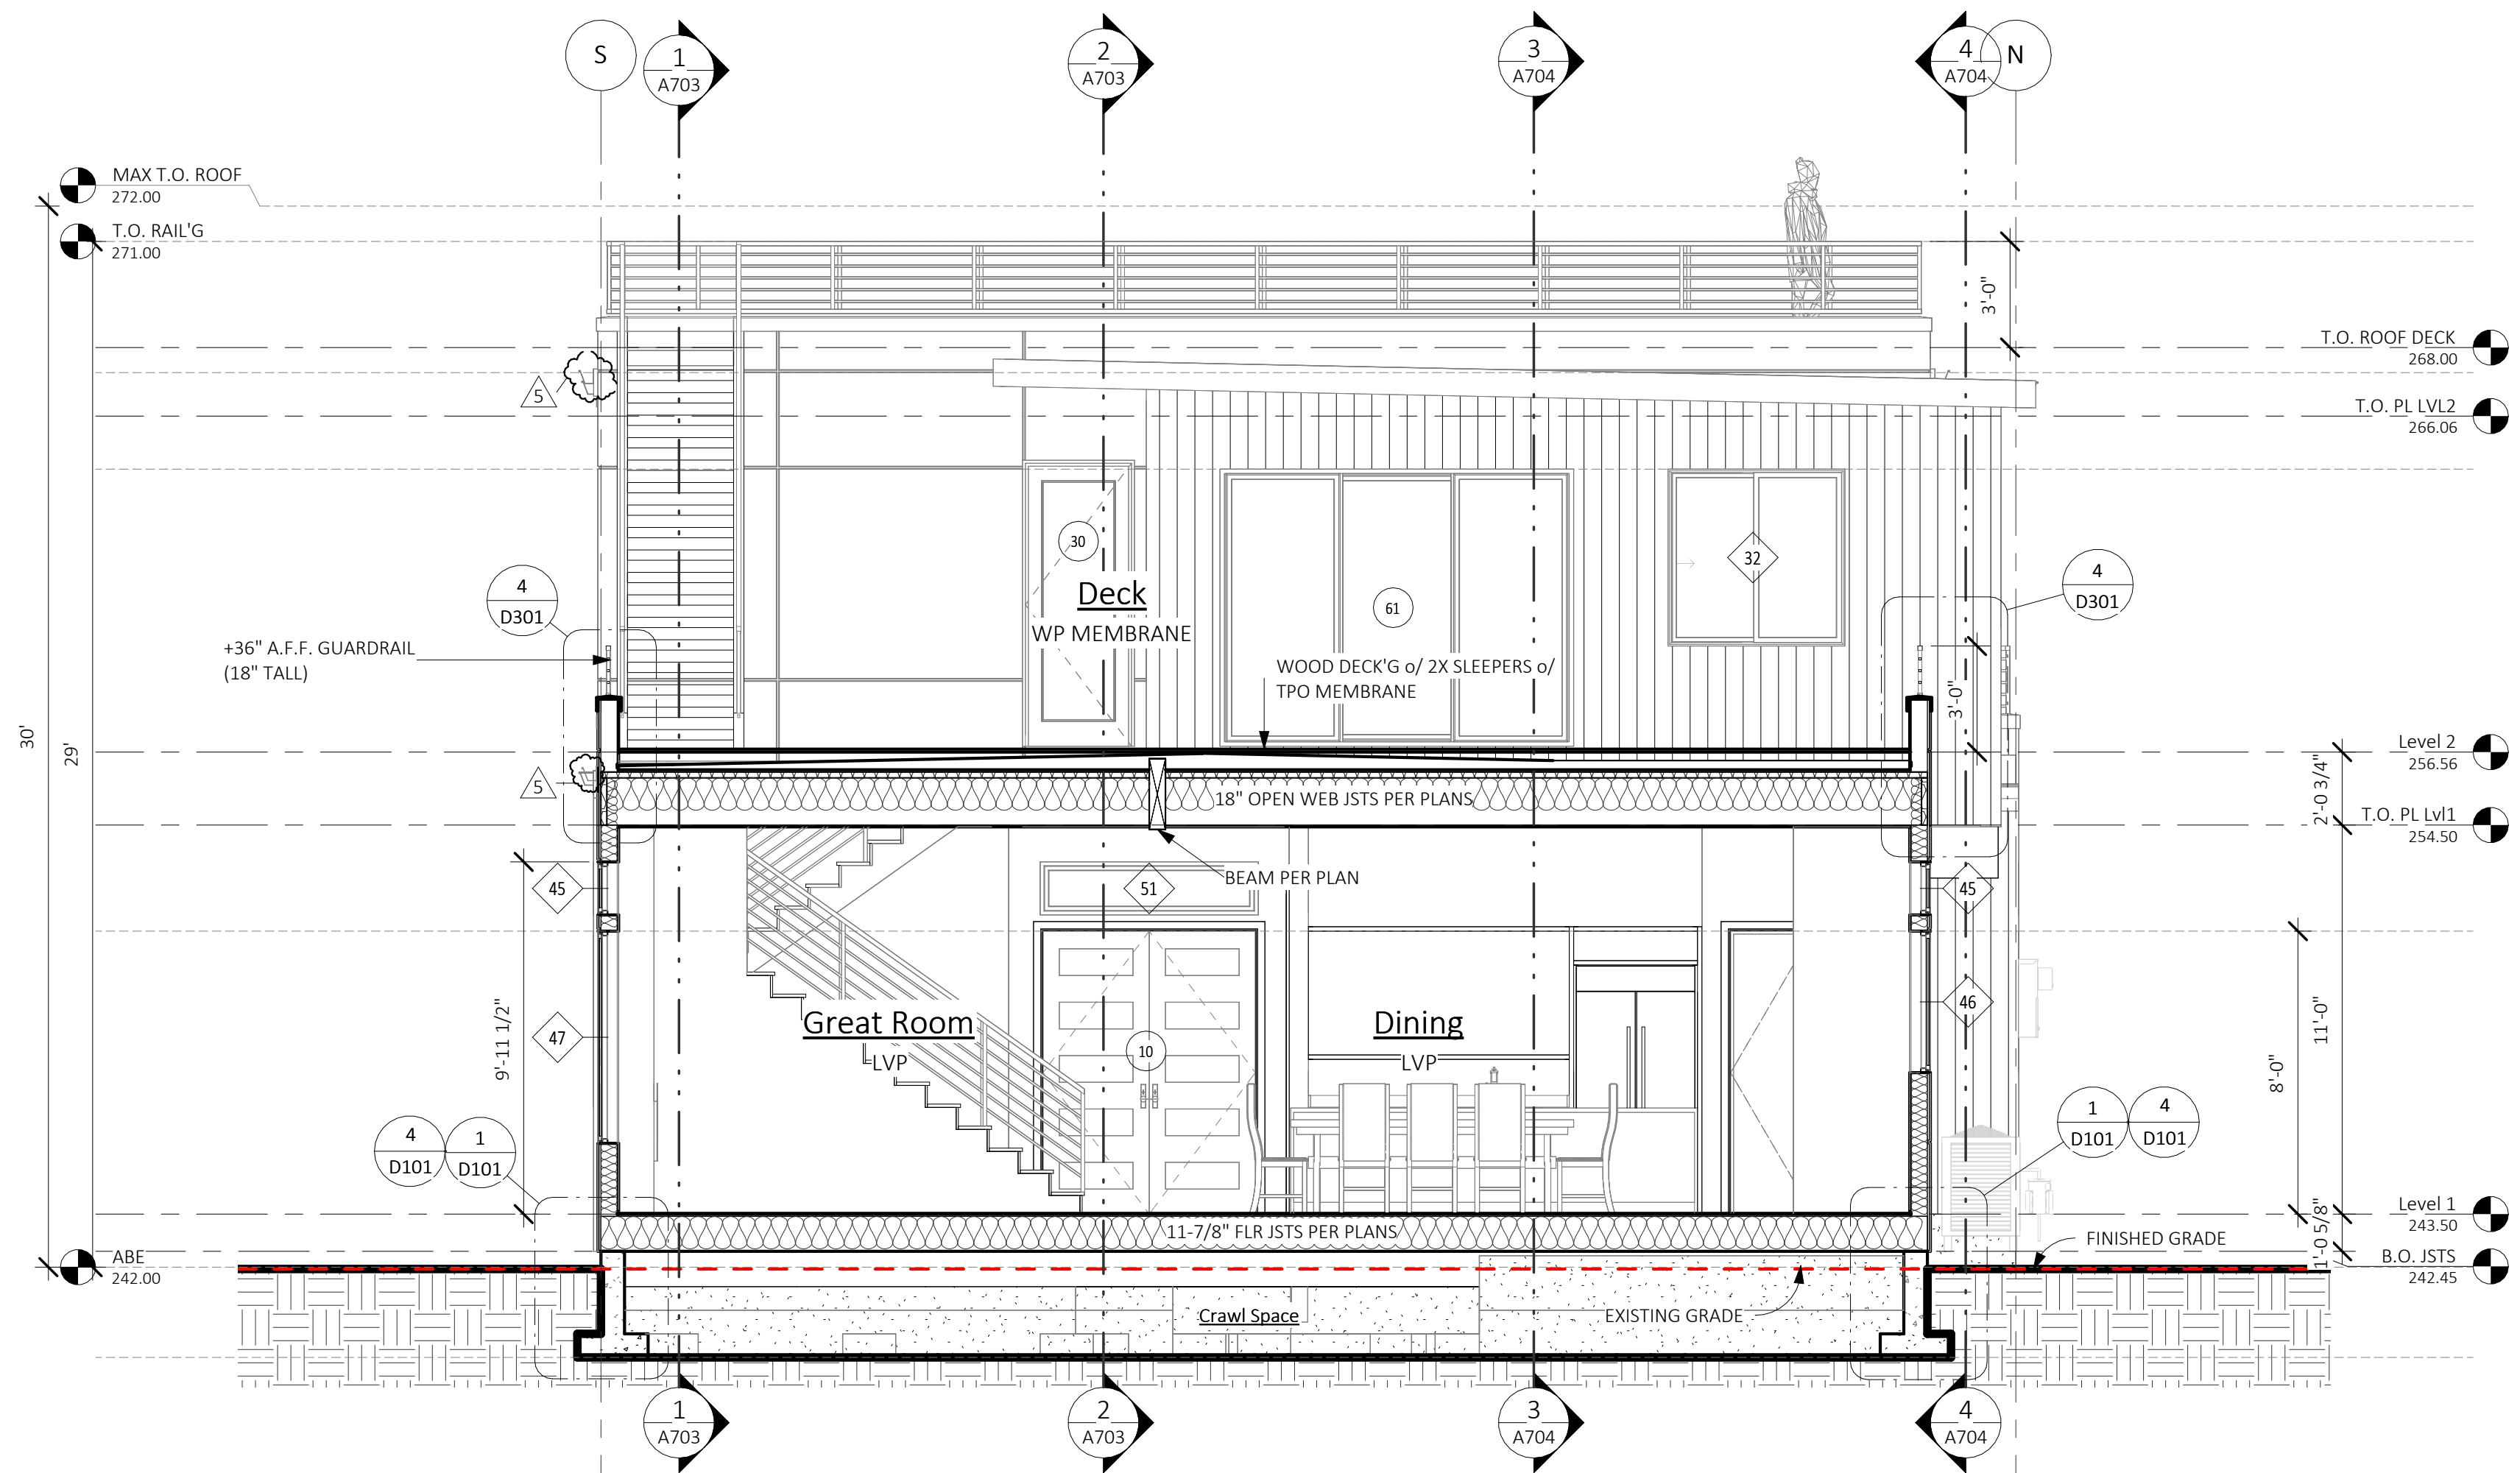 S
1
A703
2
A703
3
A704
4
A704
N
MAX T.O. ROOF
272.00
T.O. RAIL'G
271.00
3'-0"
T.O. ROOF DECK
268.00
5
T.O. PL LVL2
266.06
30
32
4
D301
Deck
61
4
D301
WP MEMBRANE
+36" A.F.F. GUARDRAIL
(18" TALL)
WOOD DECK'G o/ 2X SLEEPERS o/
TPO MEMBRANE
3'-0"
30'
29'
Level 2
256.56
5
18" OPEN WEB JSTS PER PLANS
2'-0 3/4"
T.O. PL Lvl1
254.50
45
51
BEAM PER PLAN
45
46
47
9'-11 1/2"
Great Room
LVP
10
Dining
LVP
8'-0"
11'-0"
4
D101
1
D101
1
D101
4
D101
Level 1
243.50
11-7/8" FLR JSTS PER PLANS
1'-0 5/8"
FINISHED GRADE
ABE
242.00
B.O. JSTS
242.45
Crawl Space
EXISTING GRADE
1
A703
2
A703
3
A704
4
A704